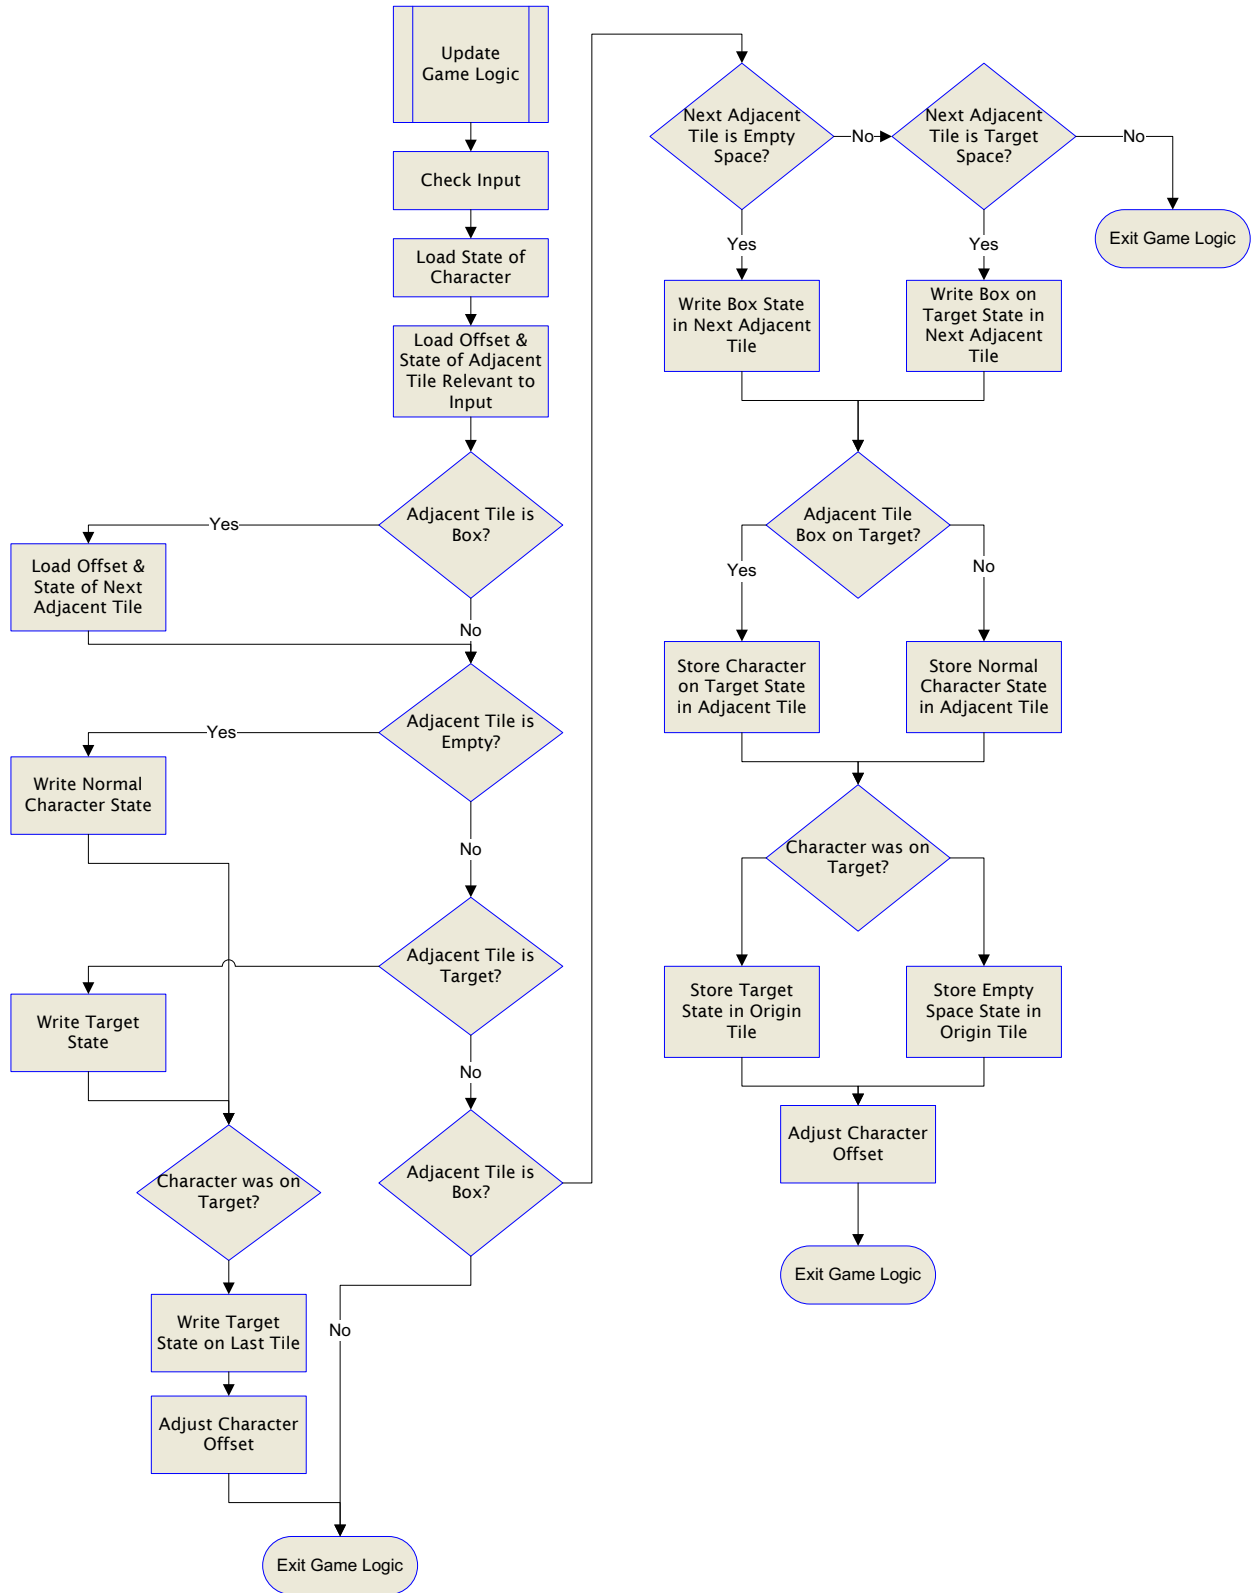 Update
Game Logic
Check Input
Load State of
Character
Load Offset &
State of Adjacent
Tile Relevant to
Input
Adjacent Tile is
Box?
Yes
Load Offset &
State of Next
Adjacent Tile
No
Adjacent Tile is
Empty?
Yes
Write Normal
Character State
No
Adjacent Tile is
Target?
Write Target
State
No
Character was on
Target?
Adjacent Tile is
Box?
Write Target
State on Last Tile
No
Adjust Character
Offset
Exit Game Logic
Next Adjacent
Tile is Empty
Space?
No
Next Adjacent
Tile is Target
Space?
No
Exit Game Logic
Yes
Yes
Write Box State
in Next Adjacent
Tile
Write Box on
Target State in
Next Adjacent
Tile
Adjacent Tile
Box on Target?
Yes
No
Store Character
on Target State
in Adjacent Tile
Store Normal
Character State
in Adjacent Tile
Character was on
Target?
Store Target
State in Origin
Tile
Store Empty
Space State in
Origin Tile
Adjust Character
Offset
Exit Game Logic